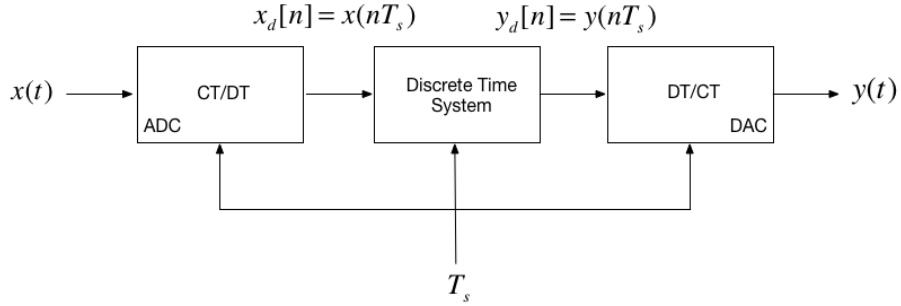 x_d[n] = x(nT_s)
y_d[n] = y(nT_s)
x(t)
CT/DT
ADC
Discrete Time
System
DT/CT
DAC
y(t)
T_s